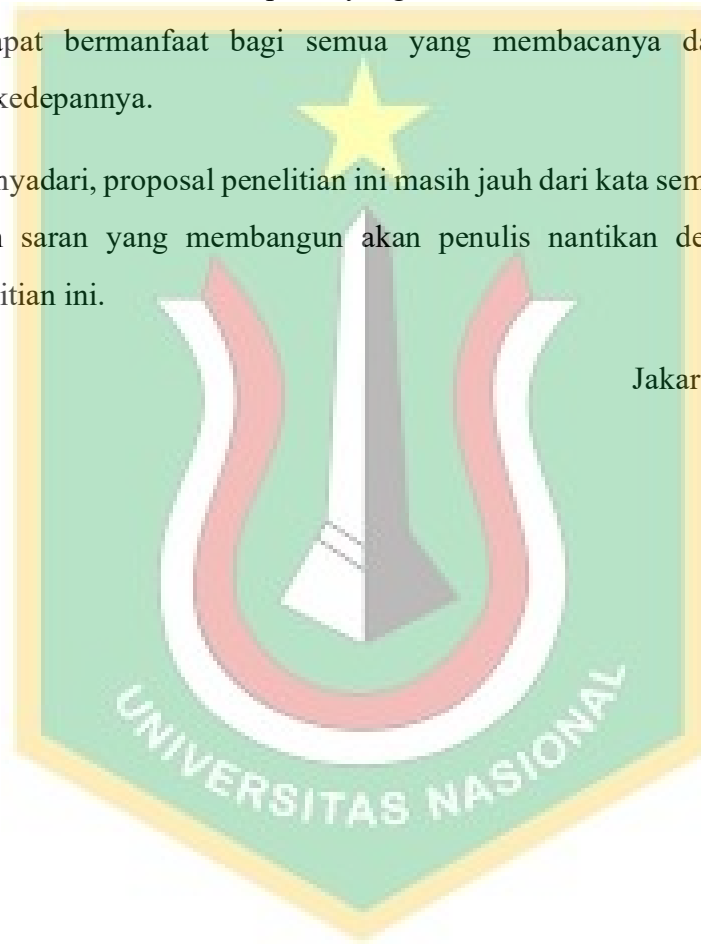 apat bermanfaat bagi semua yang membacanya da
kedepannya.
nyadari, proposal penelitian ini masih jauh dari kata sem
n saran yang membangun akan penulis nantikan de
itian ini.
Jakar
UNIVERSITAS NASIONAL